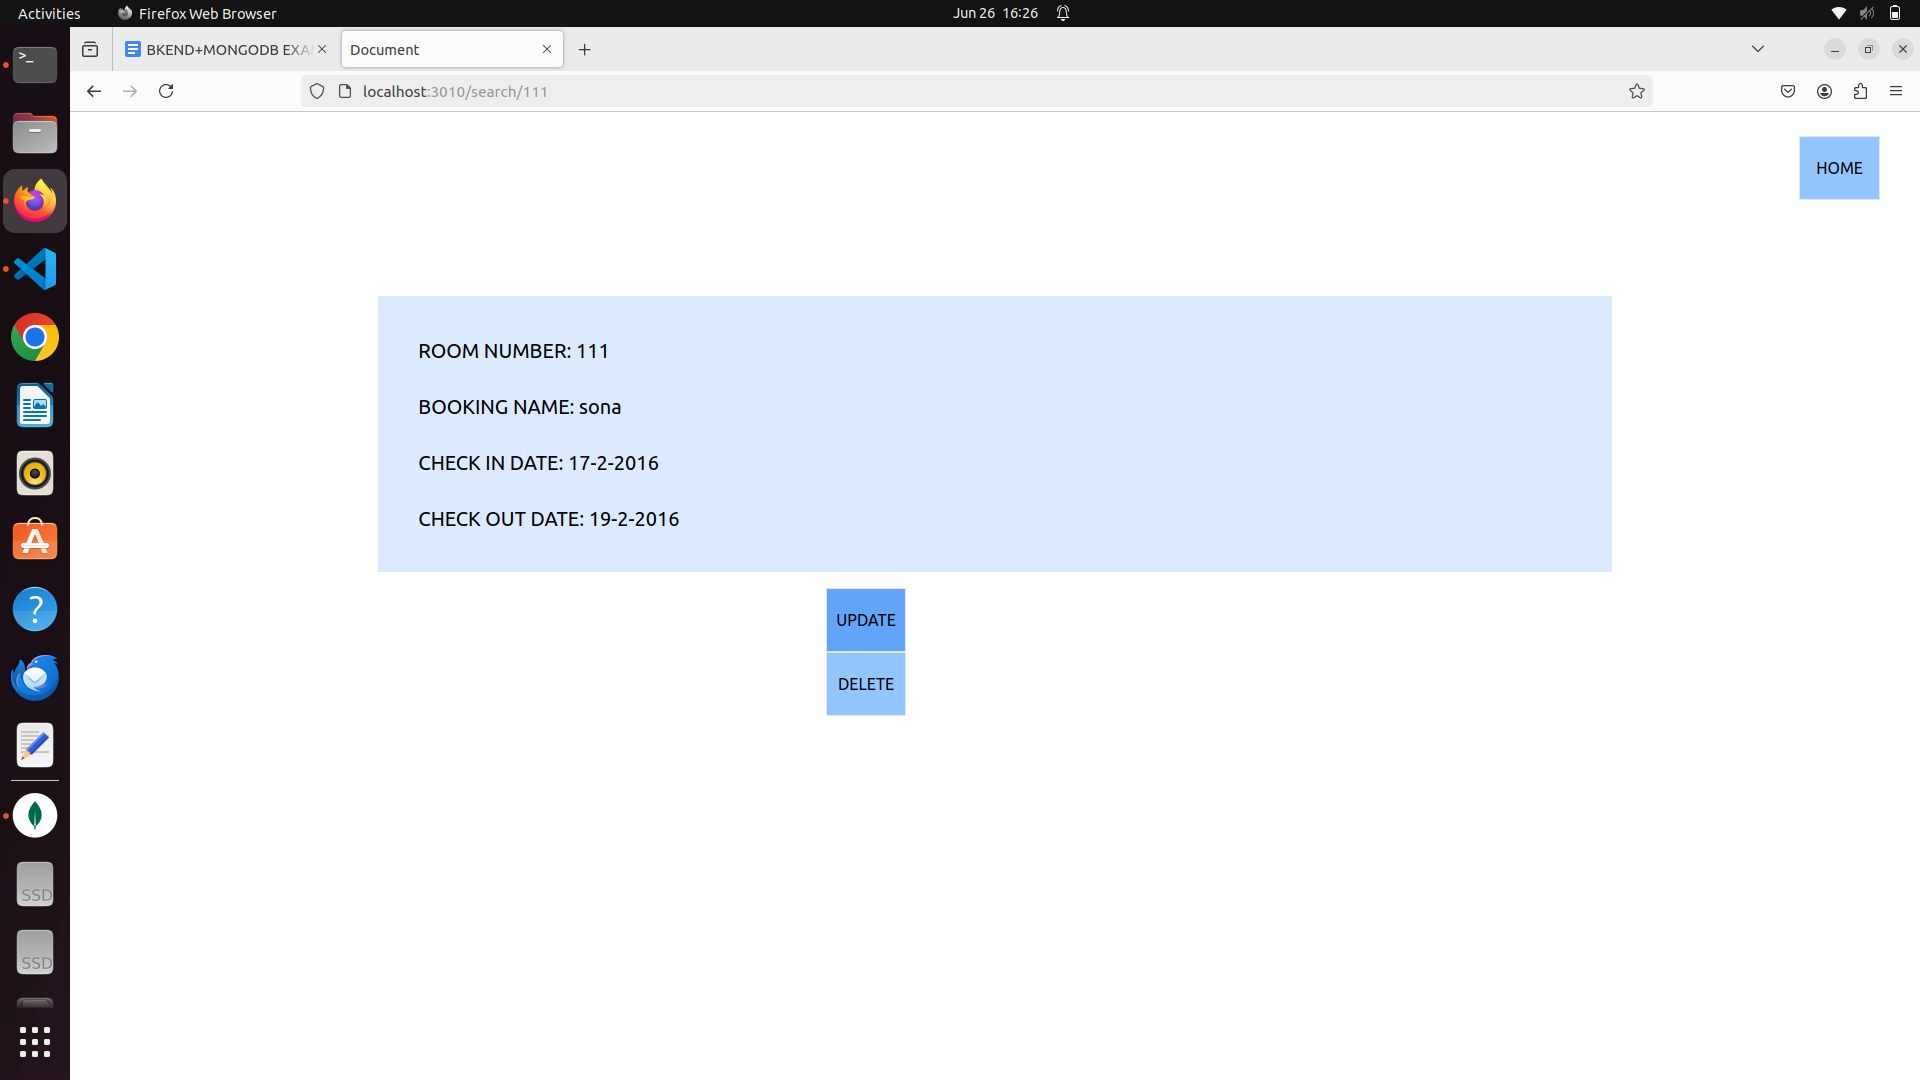 Activities
Firefox Web Browser
Jun 26 16:26
BKEND+MONGODB EXA
Document
localhost:3010/search/111
HOME
ROOM NUMBER: 111
BOOKING NAME: sona
CHECK IN DATE: 17-2-2016
CHECK OUT DATE: 19-2-2016
UPDATE
DELETE
SSD
SSD